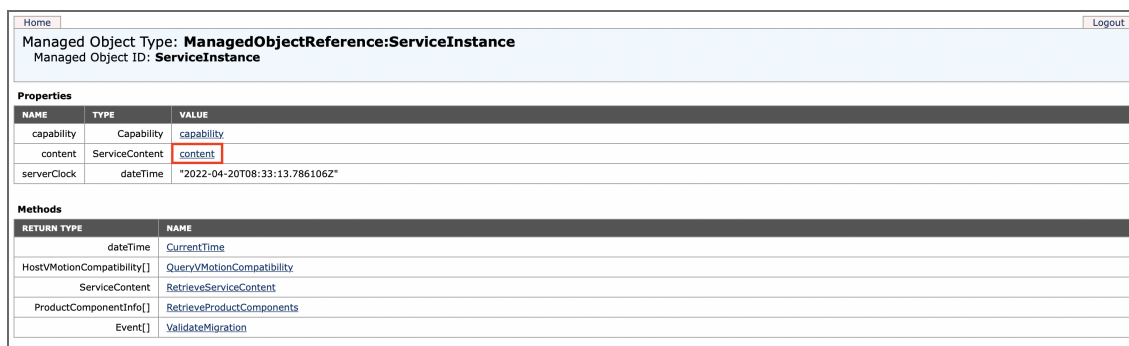 Home Logout
Managed Object Type: ManagedObjectReference:ServiceInstance
Managed Object ID: ServiceInstance
Properties
NAME TYPE VALUE
capability Capability capability
content ServiceContent content
serverClock dateTime "2022-04-20T08:33:13.786106Z"
Methods
RETURN TYPE NAME
dateTime CurrentTime
HostVMotionCompatibility[] QueryVMotionCompatibility
ServiceContent RetrieveServiceContent
ProductComponentInfo[] RetrieveProductComponents
Event[] ValidateMigration